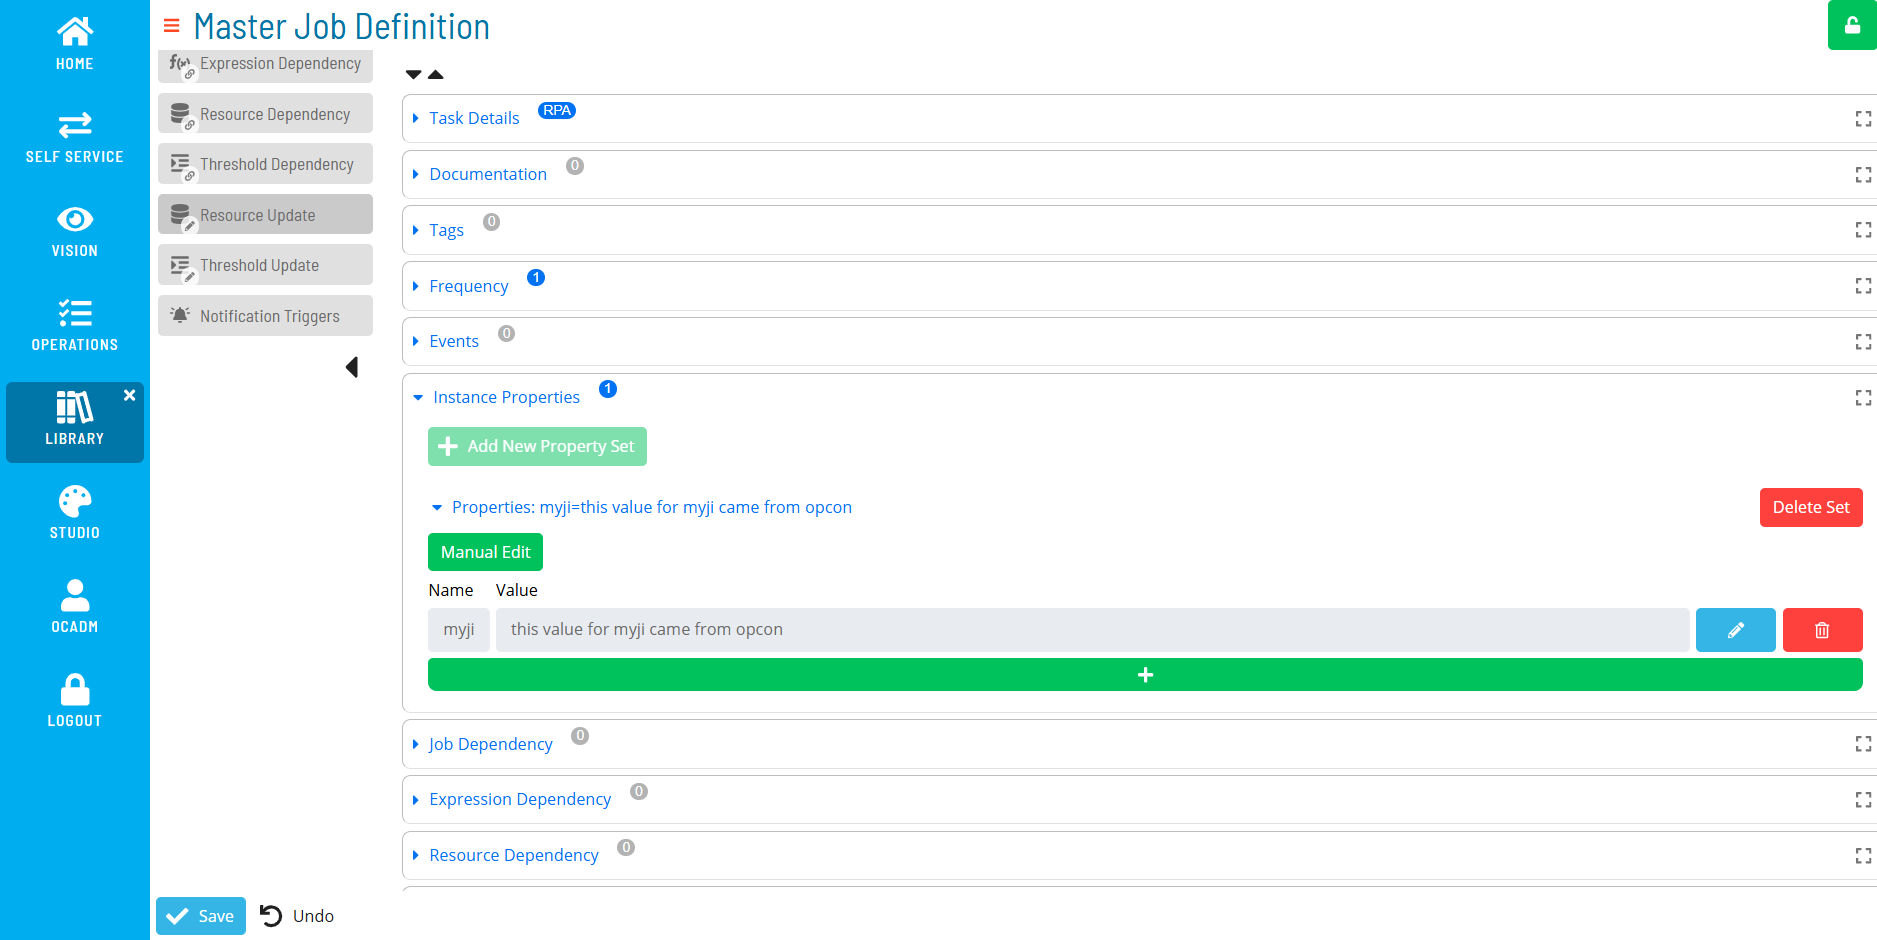 HOME
SELF SERVICE
VISION
OPERATIONS
LIBRARY
STUDIO
OCADM
LOGOUT
Master Job Definition
f(x) Expression Dependency
Resource Dependency
Threshold Dependency
Resource Update
Threshold Update
Notification Triggers
Task Details RPA
Documentation 0
Tags 0
Frequency 1
Events 0
Instance Properties 1
Add New Property Set
Properties: myji=this value for myji came from opcon
Delete Set
Manual Edit
Name Value
myji this value for myji came from opcon
Job Dependency 0
Expression Dependency 0
Resource Dependency 0
Save Undo